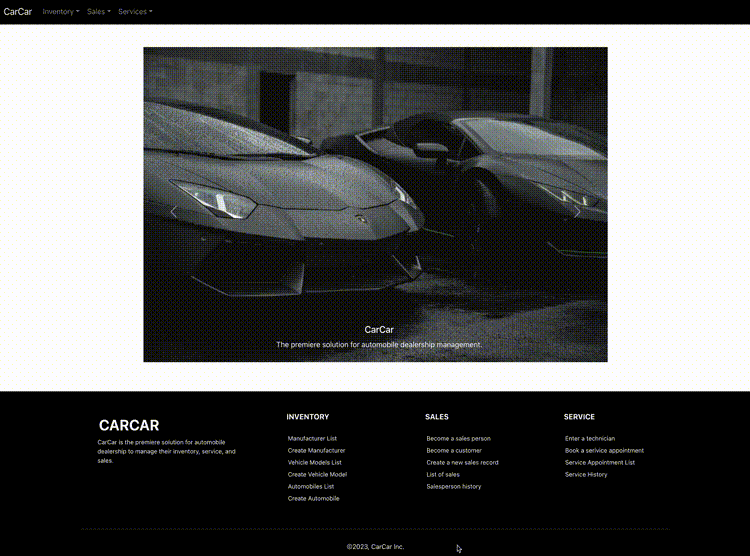 CarCar Inventory Sales Services
CarCar
The premiere solution for automobile dealership management.
CARCAR
CarCar is the premiere solution for automobile
dealership to manage their inventory, service, and
sales.
INVENTORY
Manufacturer List
Create Manufacturer
Vehicle Models List
Create Vehicle Model
Automobiles List
Create Automobile
SALES
Become a sales person
Become a customer
Create a new sales record
List of sales
Salesperson history
SERVICE
Enter a technician
Book a serivice appointment
Service Appointment List
Service History
©2023, CarCar Inc.